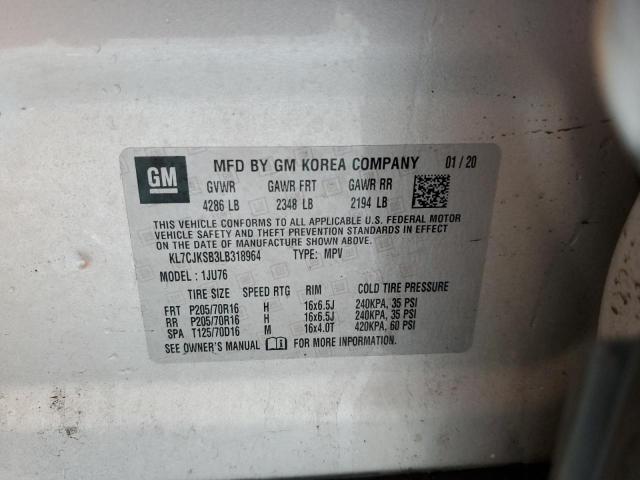 GM MFD BY GM KOREA COMPANY 01/20
GVWR GAWR FRT GAWR RR
4286 LB 2348 LB 2194 LB
THIS VEHICLE CONFORMS TO ALL APPLICABLE U.S. FEDERAL MOTOR
VEHICLE SAFETY AND THEFT PREVENTION STANDARDS IN
EFFECT ON THE DATE OF MANUFACTURE SHOWN ABOVE.
KL7CJKSB3LB318964 TYPE: MPV
MODEL: 1JU76
TIRE SIZE SPEED RTG RIM COLD TIRE PRESSURE
FRT P205/70R16 H 16x6.5J 240KPA, 35 PSI
RR P205/70R16 H 16x6.5J 240KPA, 35 PSI
SPA T125/70D16 M 16x4.0T 420KPA, 60 PSI
SEE OWNER'S MANUAL FOR MORE INFORMATION.